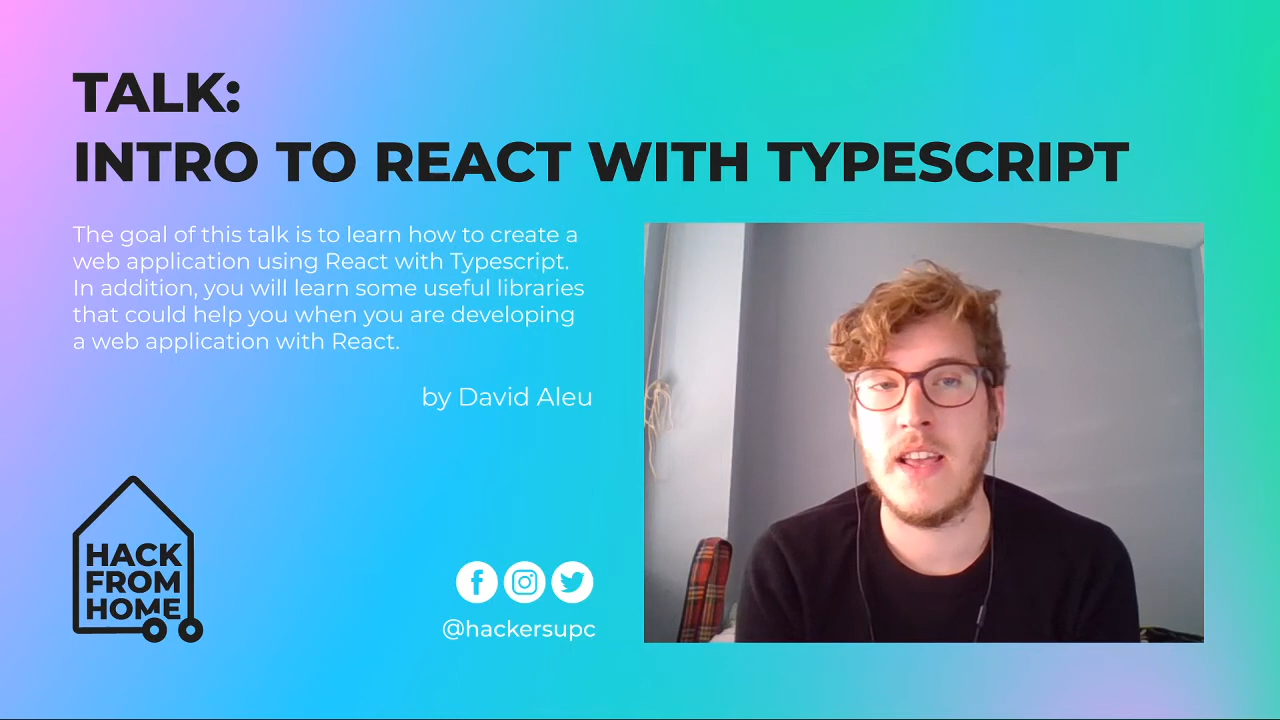 TALK:
INTRO TO REACT WITH TYPESCRIPT
The goal of this talk is to learn how to create a
web application using React with Typescript.
In addition, you will learn some useful libraries
that could help you when you are developing
a web application with React.
by David Aleu
HACK
FROM
HOME
@hackersupc